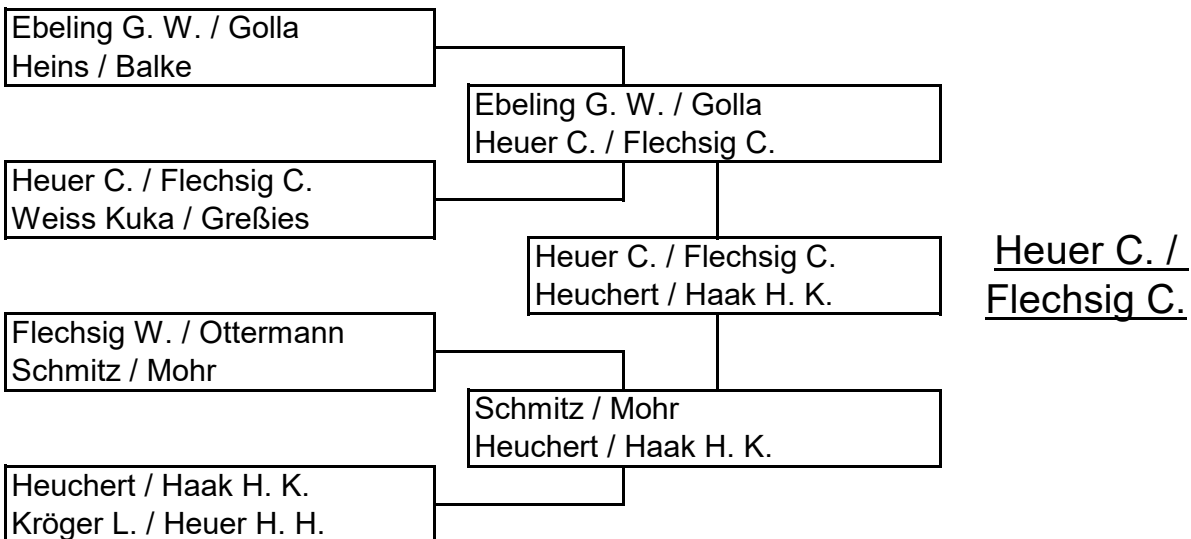 Ebeling G. W. / Golla
Heins / Balke
Ebeling G. W. / Golla
Heuer C. / Flechsig C.
Heuer C. / Flechsig C.
Weiss Kuka / Greßies
Heuer C. / Flechsig C.
Heuchert / Haak H. K.
Heuer C. /
Flechsig C.
Flechsig W. / Ottermann
Schmitz / Mohr
Schmitz / Mohr
Heuchert / Haak H. K.
Heuchert / Haak H. K.
Kröger L. / Heuer H. H.